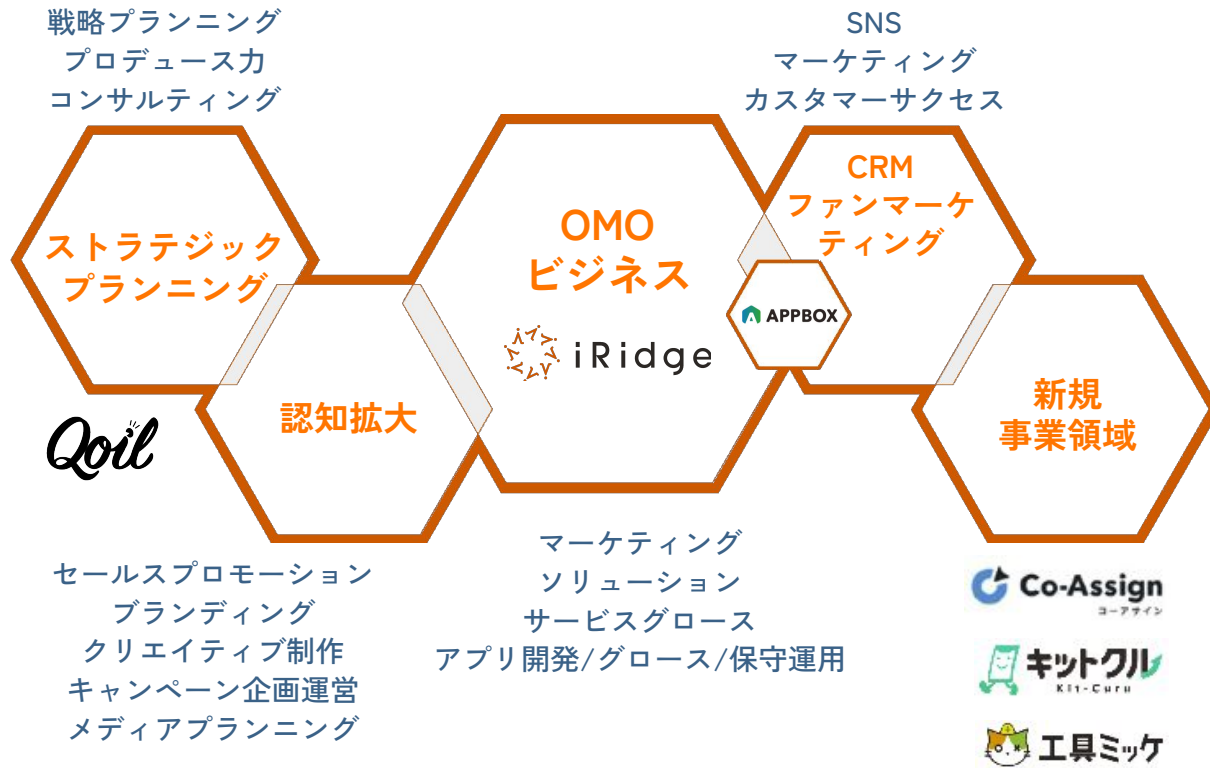 戦略プランニング
プロデュース力
コンサルティング
SNS
マーケティング
カスタマーサクセス
ストラテジック
プランニング
OMO
ビジネス
iRidge
CRM
ファンマーケ
ティング
APPBOX
認知拡大
新規
事業領域
Qoil
セールスプロモーション
ブランディング
クリエイティブ制作
キャンペーン企画運営
メディアプランニング
マーケティング
ソリューション
サービスグロース
アプリ開発/グロース/保守運用
Co-Assign
コーアサイン
キットクル
Kit-Curu
工具ミッケ